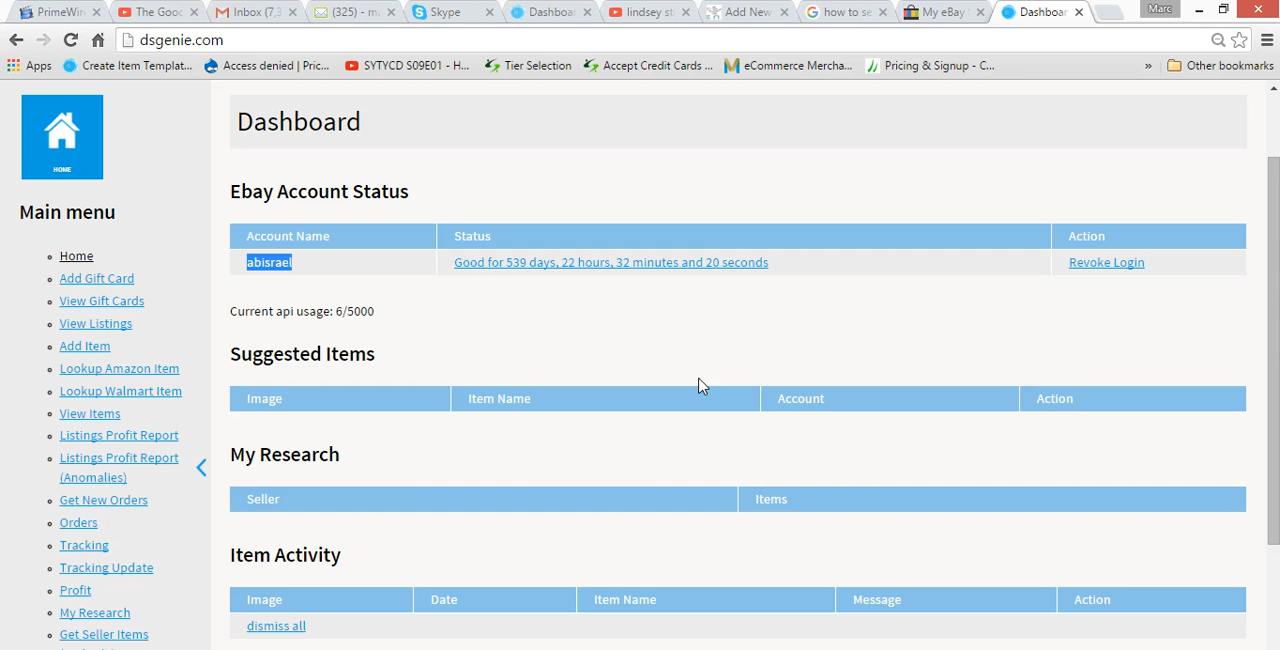 PrimeWir
The Goo
Inbox (7,3
(325) - m
Skype
Dashboa
lindsey st
Add New
how to se
My eBay
Dashboar
Marc
dsgenie.com
Apps
Create Item Templat...
Access denied | Pric...
SYTYCD S09E01 - H...
Tier Selection
Accept Credit Cards ...
eCommerce Mercha...
Pricing & Signup - C...
»
Other bookmarks
HOME
Main menu
Home
Add Gift Card
View Gift Cards
View Listings
Add Item
Lookup Amazon Item
Lookup Walmart Item
View Items
Listings Profit Report
Listings Profit Report
(Anomalies)
Get New Orders
Orders
Tracking
Tracking Update
Profit
My Research
Get Seller Items
Dashboard
Ebay Account Status
Account Name Status Action
abisrael Good for 539 days, 22 hours, 32 minutes and 20 seconds Revoke Login
Current api usage: 6/5000
Suggested Items
Image Item Name Account Action
My Research
Seller Items
Item Activity
Image Date Item Name Message Action
dismiss all